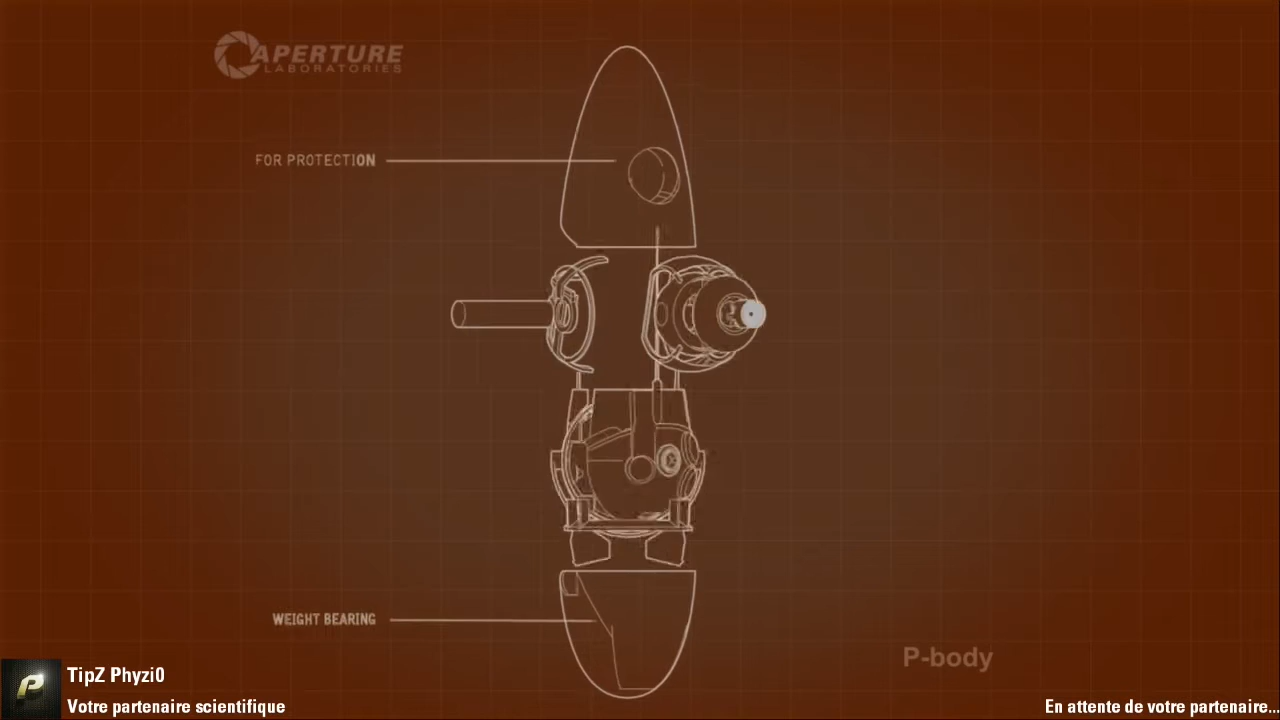 APERTURE
LABORATORIES
FOR PROTECTION
WEIGHT BEARING
P-body
TipZ Phyzi0
Votre partenaire scientifique
En attente de votre partenaire...